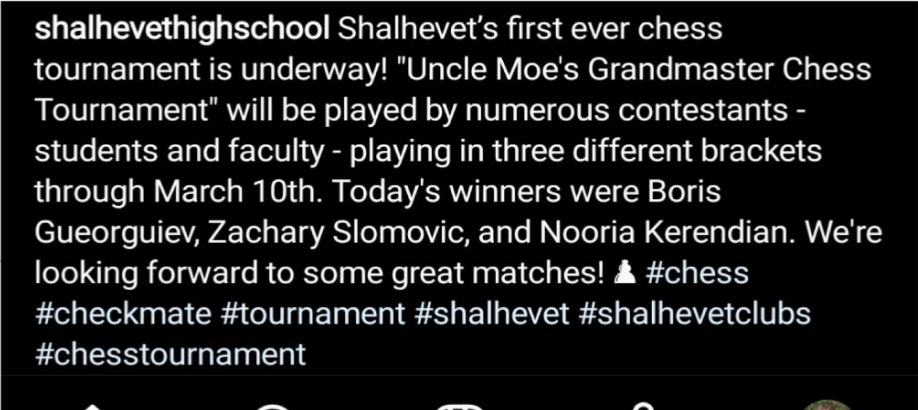 shalhevethighschool Shalhevet’s first ever chess
tournament is underway! "Uncle Moe's Grandmaster Chess
Tournament" will be played by numerous contestants -
students and faculty - playing in three different brackets
through March 10th. Today's winners were Boris
Gueorguiev, Zachary Slomovic, and Nooria Kerendian. We're
looking forward to some great matches! ♟ #chess
#checkmate #tournament #shalhevet #shalhevetclubs
#chesstournament